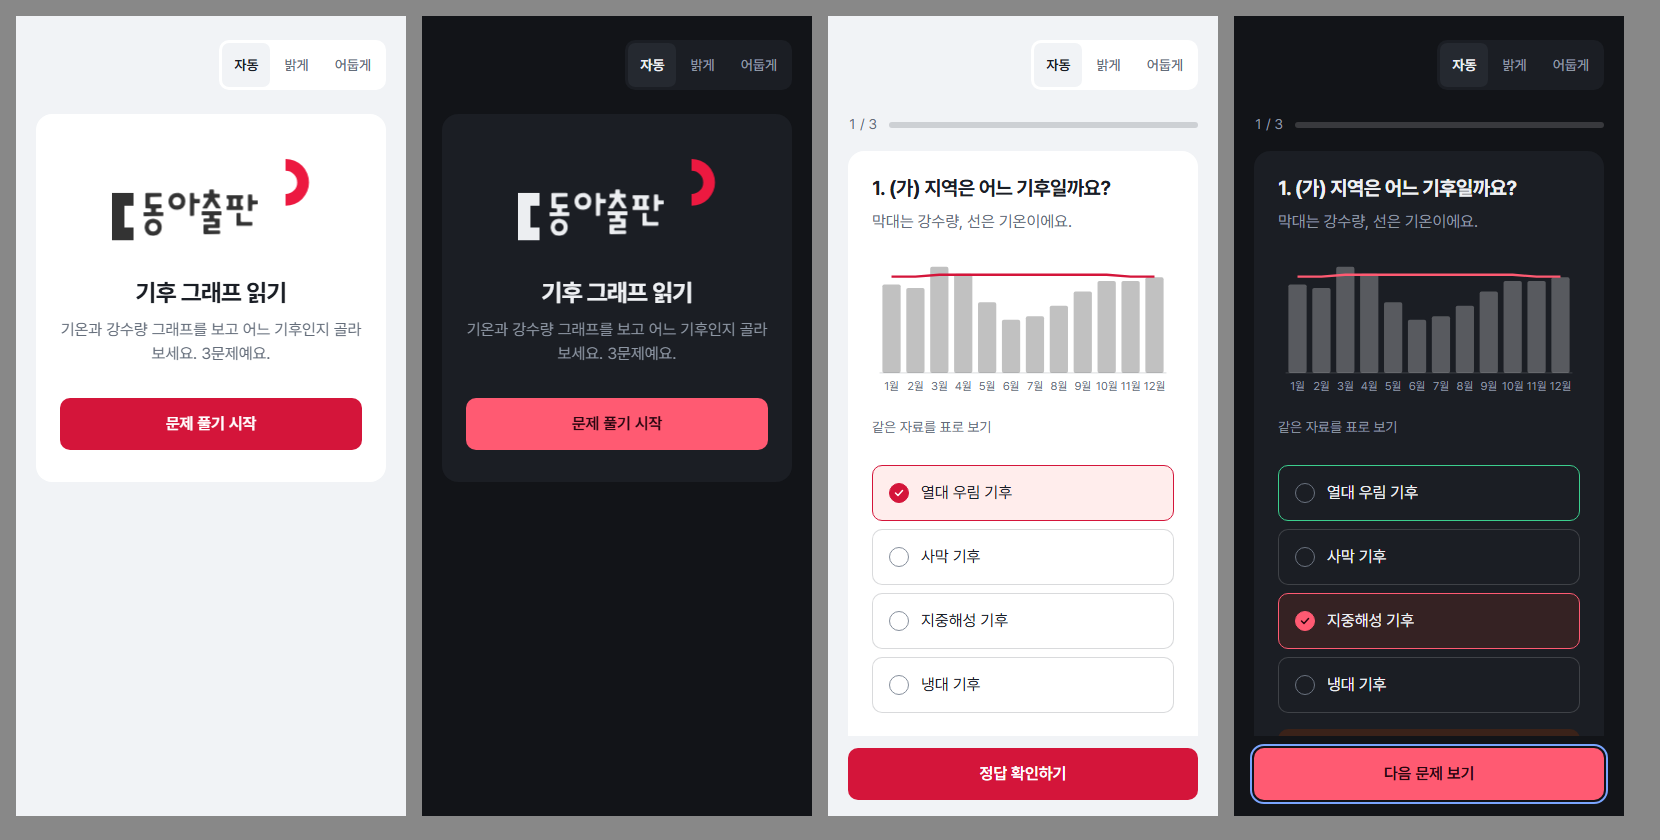 자동 밝게 어둡게
동아출판
기후 그래프 읽기
기온과 강수량 그래프를 보고 어느 기후인지 골라
보세요. 3문제예요.
문제 풀기 시작
자동 밝게 어둡게
동아출판
기후 그래프 읽기
기온과 강수량 그래프를 보고 어느 기후인지 골라
보세요. 3문제예요.
문제 풀기 시작
자동 밝게 어둡게
1 / 3
1. (가) 지역은 어느 기후일까요?
막대는 강수량, 선은 기온이에요.
1월 2월 3월 4월 5월 6월 7월 8월 9월 10월 11월 12월
같은 자료를 표로 보기
열대 우림 기후
사막 기후
지중해성 기후
냉대 기후
정답 확인하기
자동 밝게 어둡게
1 / 3
1. (가) 지역은 어느 기후일까요?
막대는 강수량, 선은 기온이에요.
1월 2월 3월 4월 5월 6월 7월 8월 9월 10월 11월 12월
같은 자료를 표로 보기
열대 우림 기후
사막 기후
지중해성 기후
냉대 기후
다음 문제 보기